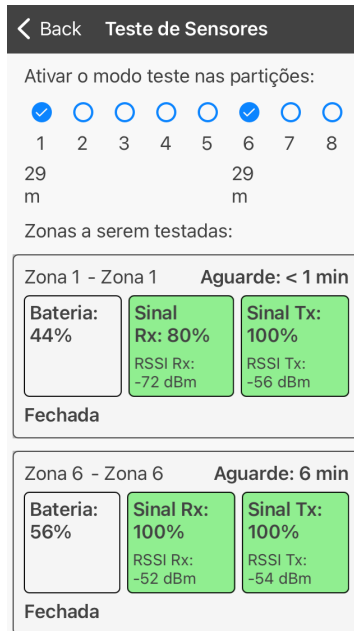 Back Teste de Sensores
Ativar o modo teste nas partições:
1 2 3 4 5 6 7 8
29 29
m m
Zonas a serem testadas:
Zona 1 - Zona 1 Aguarde: < 1 min
Bateria: Sinal Sinal Tx:
44% Rx: 80% 100%
RSSI Rx: RSSI Tx:
-72 dBm -56 dBm
Fechada
Zona 6 - Zona 6 Aguarde: 6 min
Bateria: Sinal Rx: Sinal Tx:
56% 100% 100%
RSSI Rx: RSSI Tx:
-52 dBm -54 dBm
Fechada